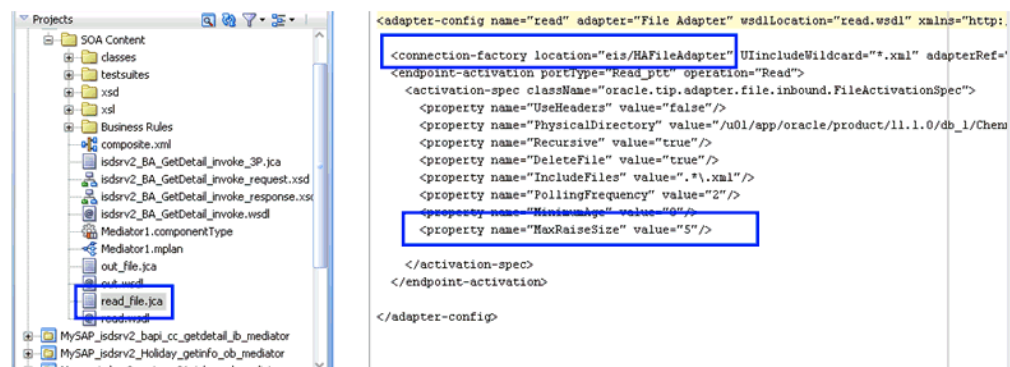 Projects
SOA Content
classes
testsuites
xsd
xsl
Business Rules
composite.xml
isdsrv2_BA_GetDetail_invoke_3P.jca
isdsrv2_BA_GetDetail_invoke_request.xsd
isdsrv2_BA_GetDetail_invoke_response.xsd
isdsrv2_BA_GetDetail_invoke.wsdl
Mediator1.componentType
Mediator1.mplan
out_file.jca
out.wsdl
read_file.jca
read.wsdl
MySAP_isdsrv2_bapi_cc_getdetail_ib_mediator
MySAP_isdsrv2_Holiday_getinfo_ob_mediator
<adapter-config name="read" adapter="File Adapter" wsdlLocation="read.wsdl" xmlns="http:
<connection-factory location="eis/HAFileAdapter" UIincludeWildcard="*.xml" adapterRef="
<endpoint-activation portType="Read_ptt" operation="Read">
<activation-spec className="oracle.tip.adapter.file.inbound.FileActivationSpec">
<property name="UseHeaders" value="false"/>
<property name="PhysicalDirectory" value="/u01/app/oracle/product/11.1.0/db_1/Chenn
<property name="Recursive" value="true"/>
<property name="DeleteFile" value="true"/>
<property name="IncludeFiles" value=".*\.xml"/>
<property name="PollingFrequency" value="2"/>
<property name="MinimumAge" value="0"/>
<property name="MaxRaiseSize" value="5"/>
</activation-spec>
</endpoint-activation>
</adapter-config>